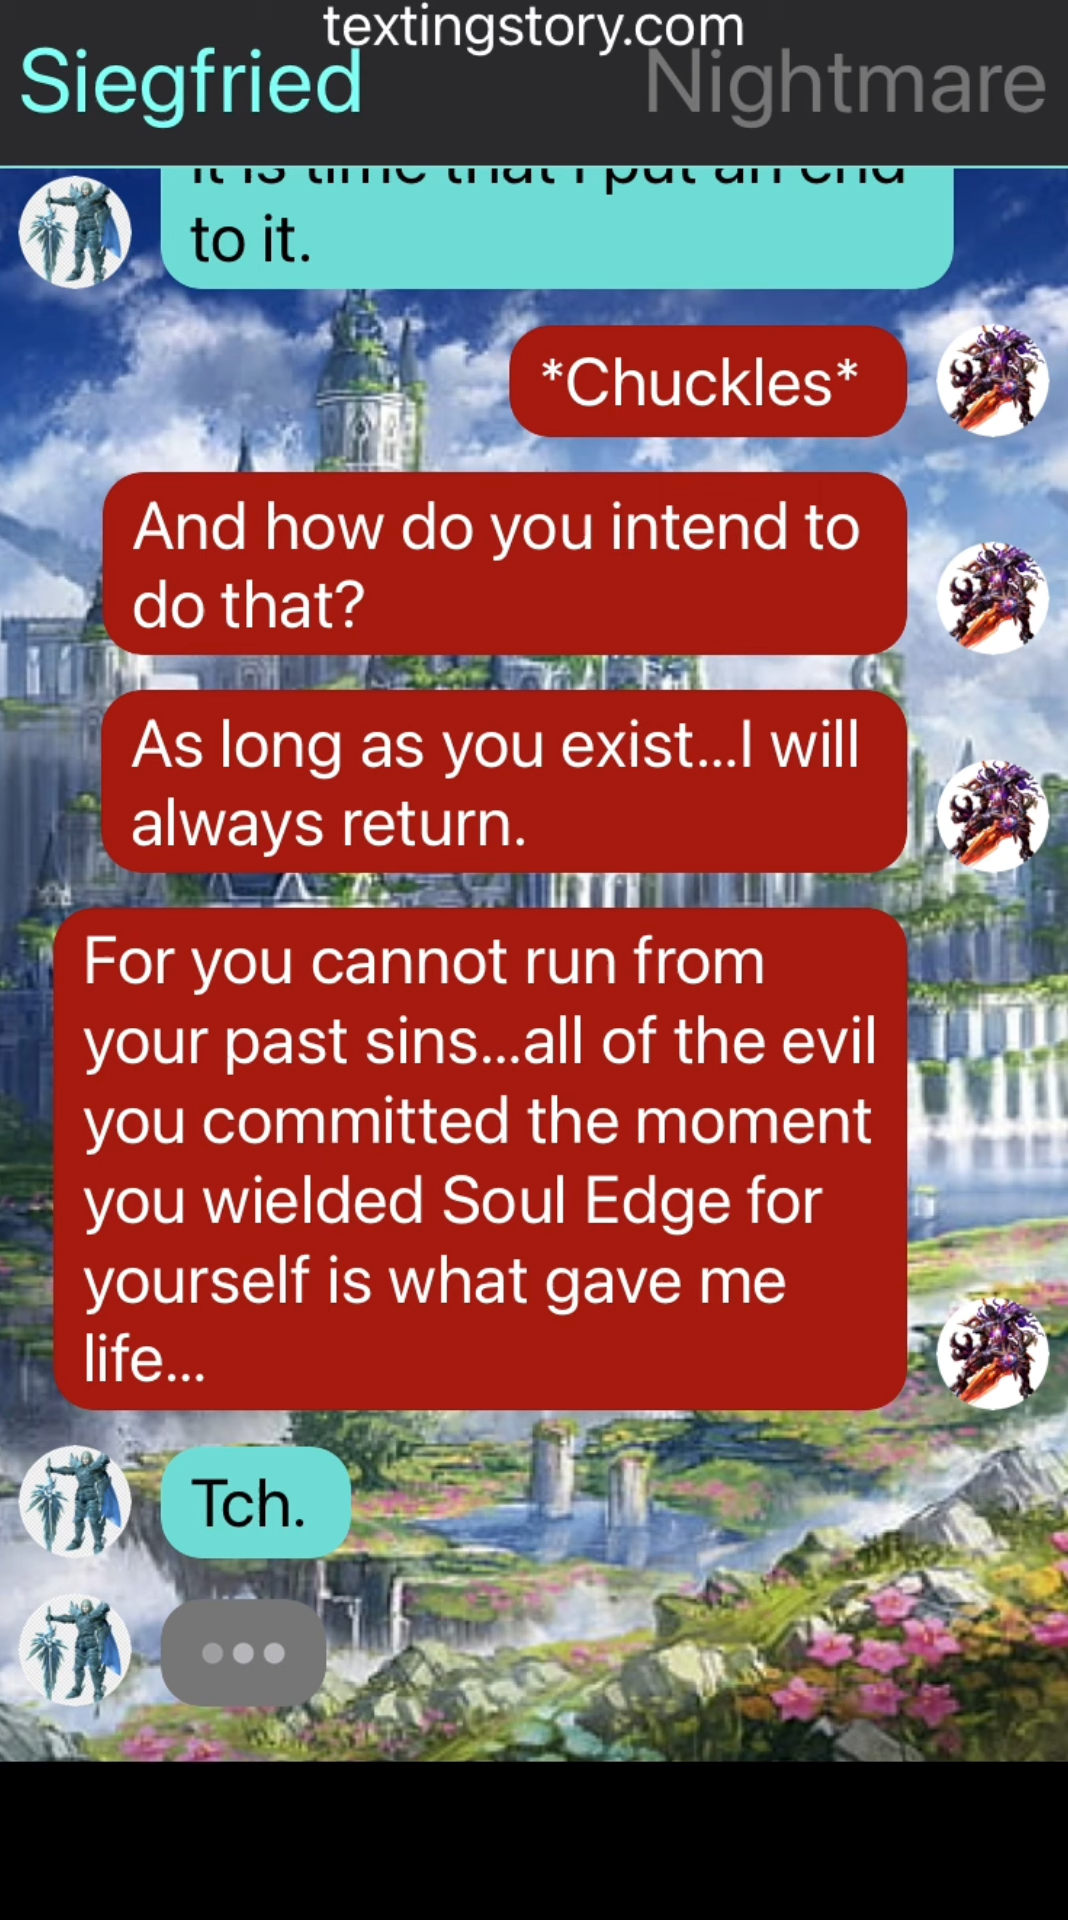 textingstory.com
Siegfried
Nightmare
It is time that I put an end
to it.
*Chuckles*
And how do you intend to
do that?
As long as you exist...I will
always return.
For you cannot run from
your past sins...all of the evil
you committed the moment
you wielded Soul Edge for
yourself is what gave me
life...
Tch.